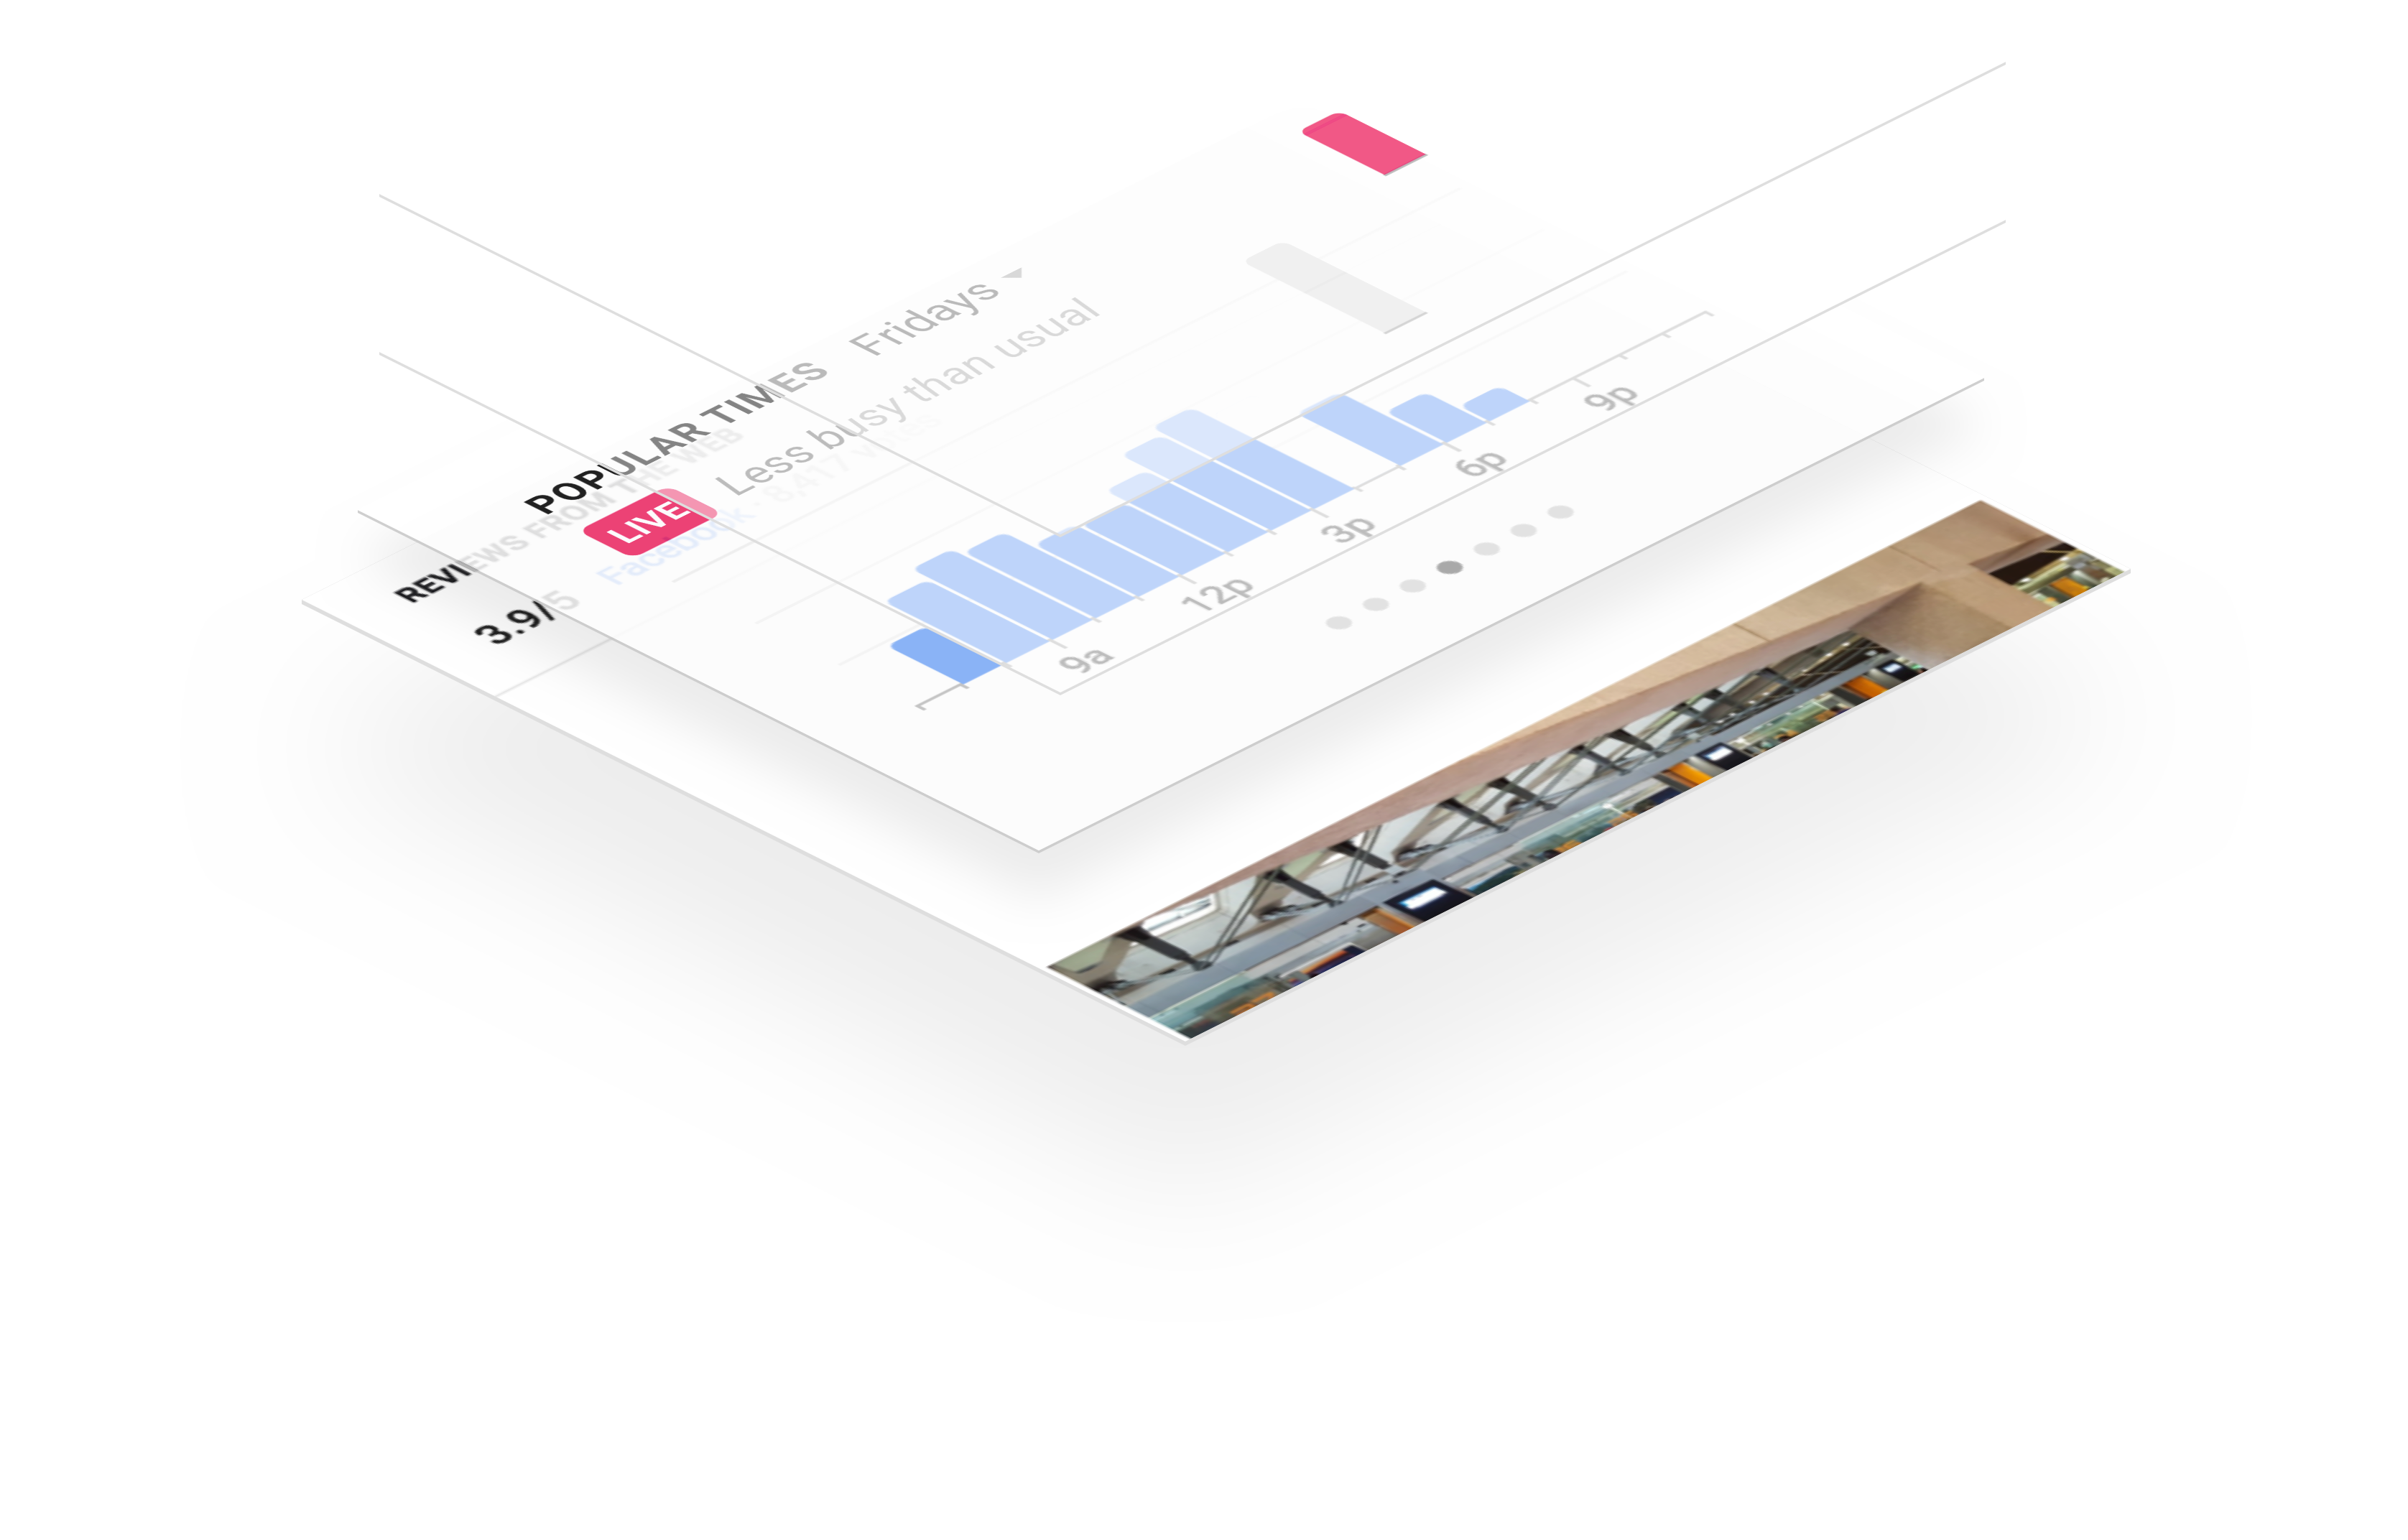 POPULAR TIMES Fridays
LIVE Less busy than usual
9a 12p 3p 6p 9p
REVIEWS FROM THE WEB
3.9/5 Facebook · 8,417 votes